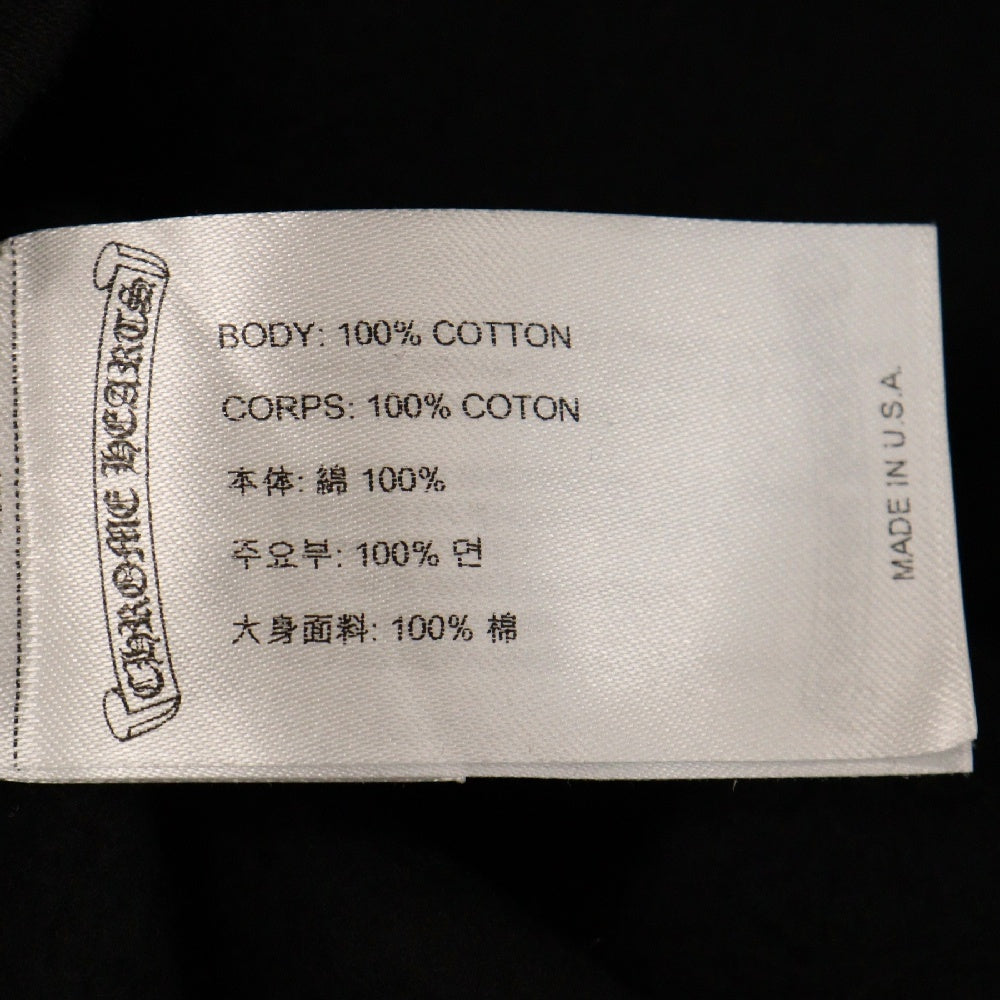 CHROME HEARTS
BODY: 100% COTTON
CORPS: 100% COTON
本体: 綿 100%
주요부: 100% 면
大身面料: 100% 棉
MADE IN U.S.A.